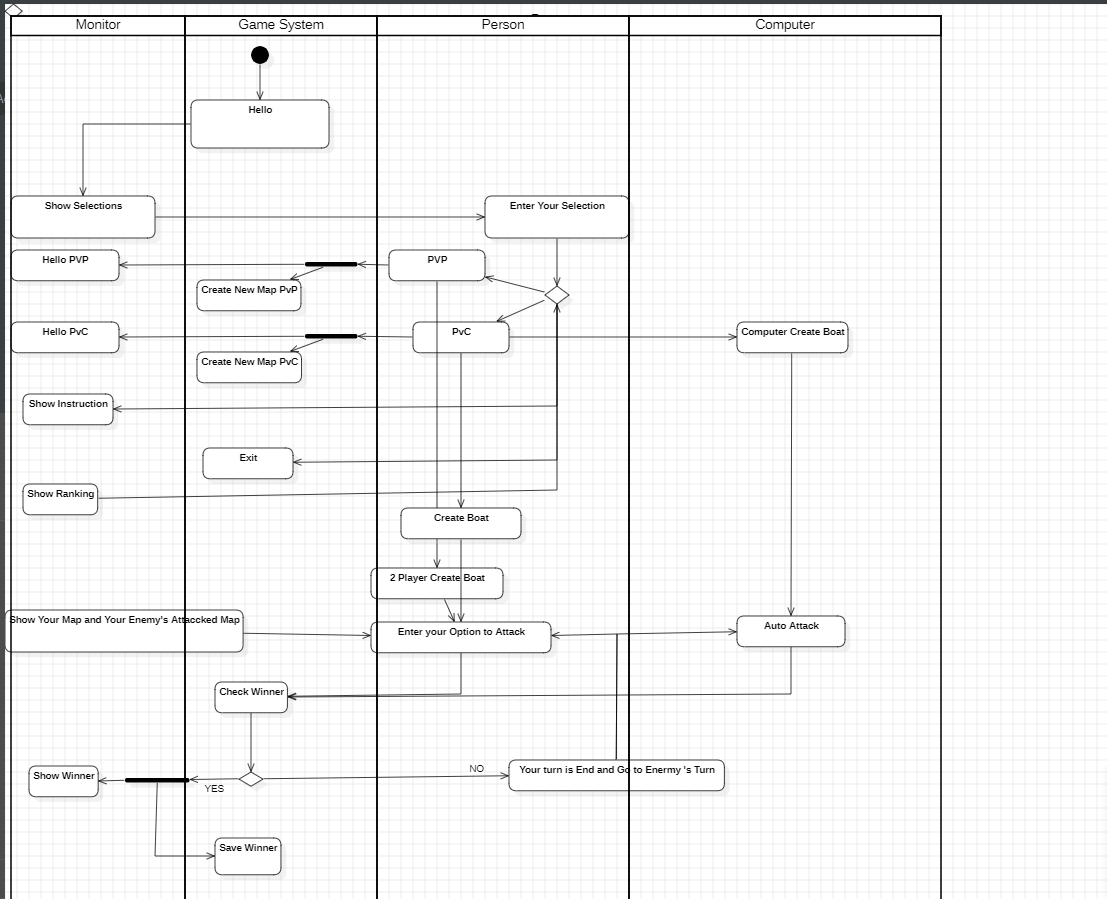 Monitor
Game System
Person
Computer
Hello
Show Selections
Enter Your Selection
Hello PVP
PVP
Create New Map PvP
Hello PvC
PvC
Computer Create Boat
Create New Map PvC
Show Instruction
Exit
Show Ranking
Create Boat
2 Player Create Boat
Show Your Map and Your Enemy's Attaccked Map
Enter your Option to Attack
Auto Attack
Check Winner
Show Winner
YES
NO
Your turn is End and Go to Enermy 's Turn
Save Winner